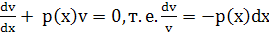 dv/dx + p(x)v = 0, т. е. dv/v = −p(x)dx